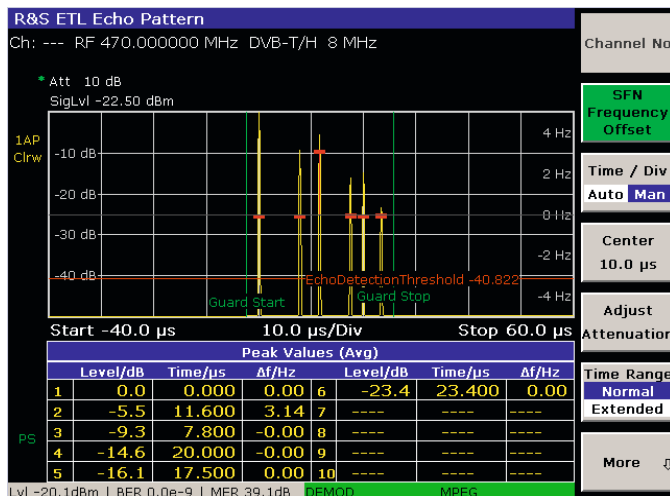 R&S ETL Echo Pattern
Ch: --- RF 470.000000 MHz DVB-T/H 8 MHz
* Att 10 dB
SigLvl -22.50 dBm
1AP
Clrw
-10 dB
-20 dB
-30 dB
-40 dB
4 Hz
2 Hz
0 Hz
-2 Hz
-4 Hz
EchoDetectionThreshold -40.822
Guard Start
Guard Stop
Start -40.0 µs 10.0 µs/Div Stop 60.0 µs
Peak Values (Avg)
Level/dB Time/µs Δf/Hz Level/dB Time/µs Δf/Hz
1 0.0 0.000 0.00 6 -23.4 23.400 0.00
2 -5.5 11.600 3.14 7 ---- ---- ----
3 -9.3 7.800 -0.00 8 ---- ---- ----
4 -14.6 20.000 -0.00 9 ---- ---- ----
5 -16.1 17.500 0.00 10 ---- ---- ----
PS
Lvl -20.1dBm | BER 0.0e-9 | MER 39.1dB DEMOD MPEG
Channel No
SFN
Frequency
Offset
Time / Div
Auto Man
Center
10.0 µs
Adjust
Attenuation
Time Range
Normal
Extended
More